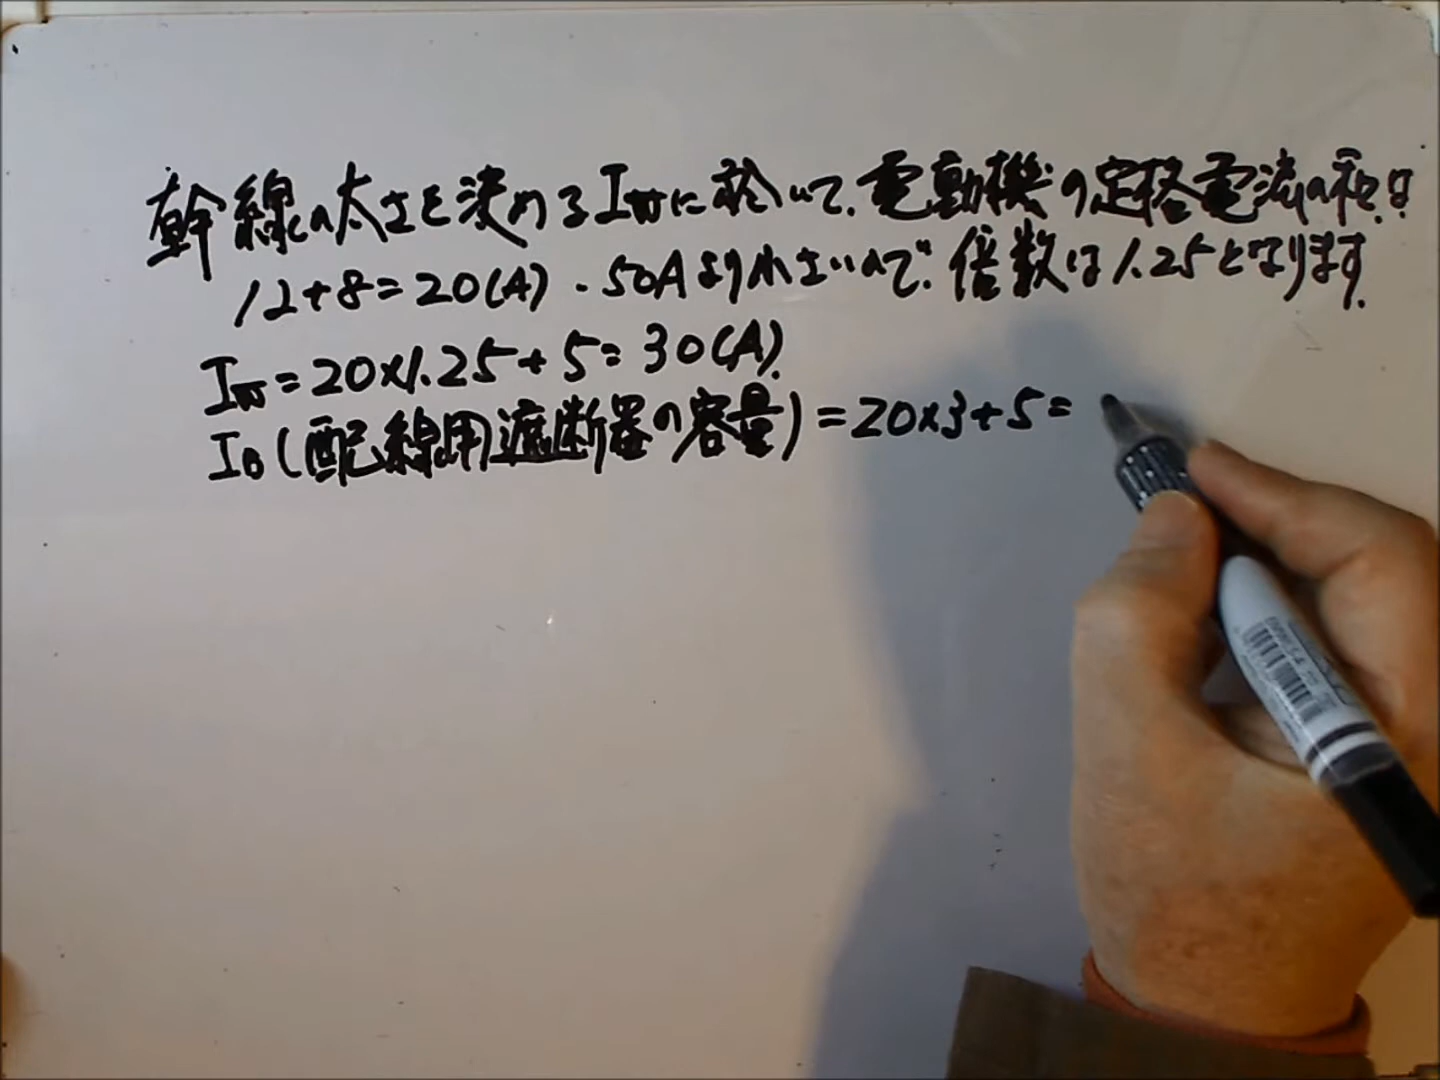 幹線の太さを決めるIwに於いて、電動機の定格電流の和は
12+8=20(A)、50Aより小さいので、倍数は1.25となります。
Iw=20×1.25+5=30(A).
IB(配線用遮断器の容量)=20×3+5=